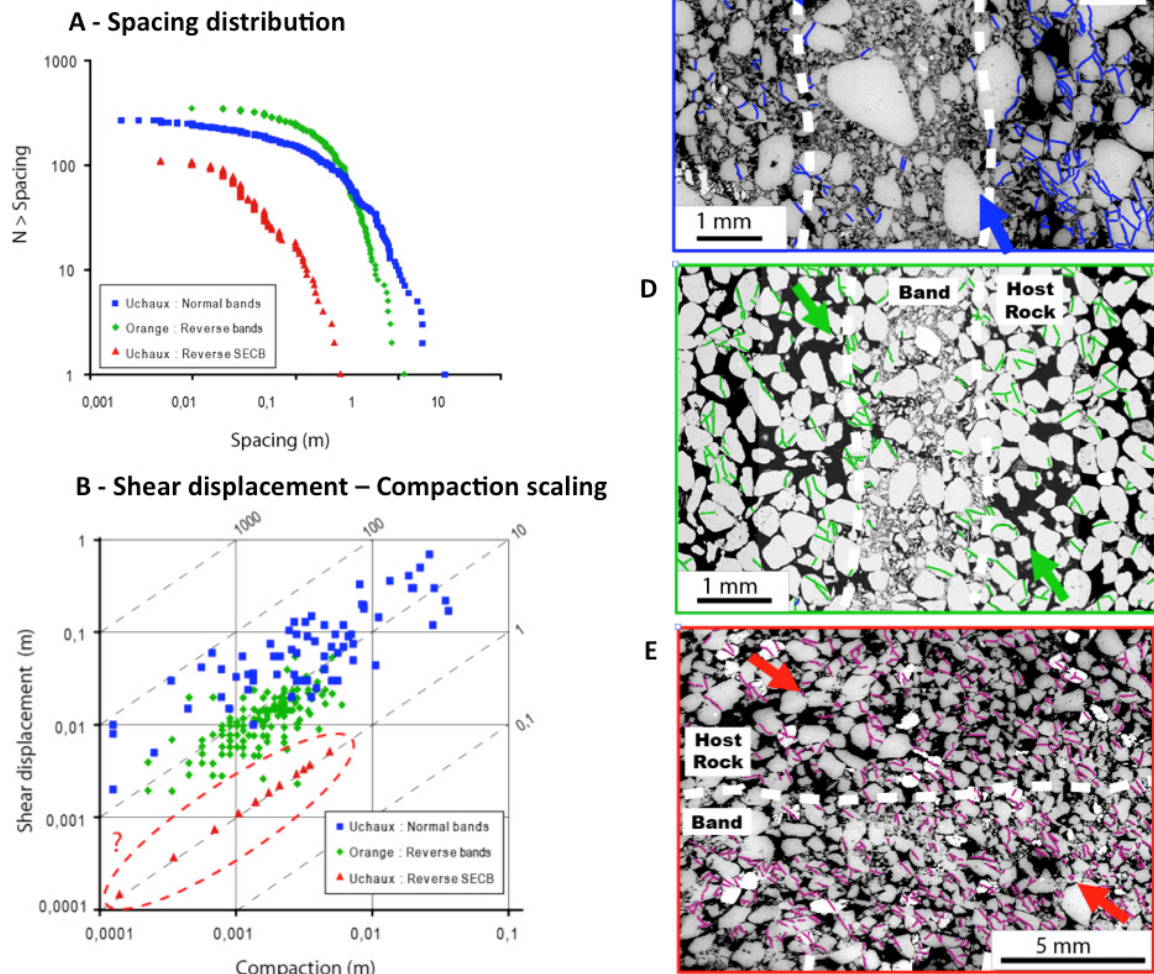 A - Spacing distribution
1000
100
10
1
N > Spacing
Uchaux : Normal bands
Orange : Reverse bands
Uchaux : Reverse SECB
0,001
0,01
0,1
1
10
Spacing (m)
B - Shear displacement – Compaction scaling
1000
100
10
1
0,1
1
0,1
0,01
0,001
0,0001
Shear displacement (m)
?
Uchaux : Normal bands
Orange : Reverse bands
Uchaux : Reverse SECB
0,0001
0,001
0,01
0,1
Compaction (m)
1 mm
D
Band
Host
Rock
1 mm
E
Host
Rock
Band
5 mm